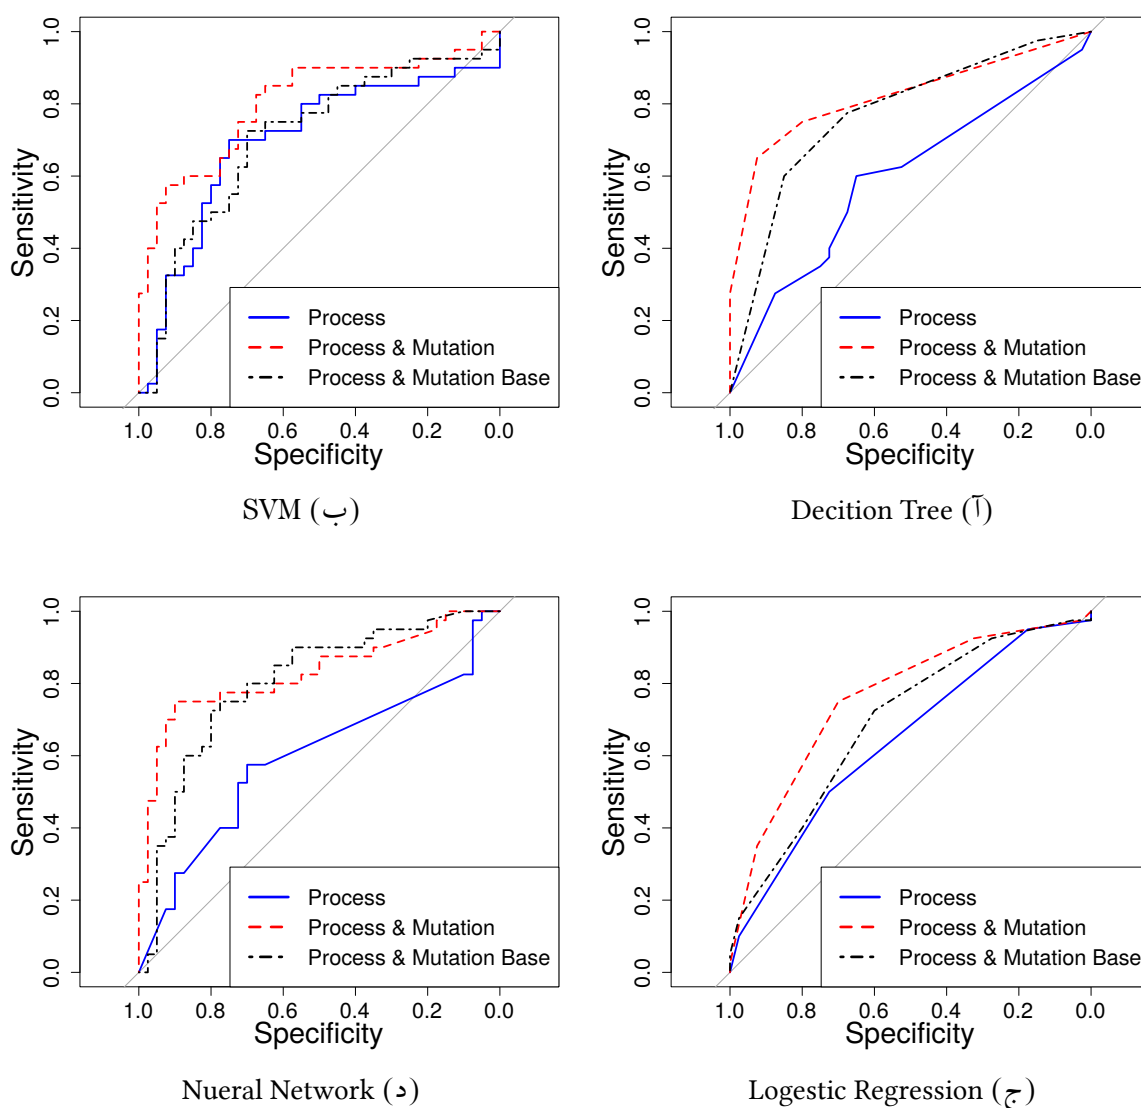 Sensitivity
1.0
0.8
0.6
0.4
0.2
0.0
Process
Process & Mutation
Process & Mutation Base
1.0 0.8 0.6 0.4 0.2 0.0
Specificity
SVM (ب)
Sensitivity
1.0
0.8
0.6
0.4
0.2
0.0
Process
Process & Mutation
Process & Mutation Base
1.0 0.8 0.6 0.4 0.2 0.0
Specificity
Decition Tree (آ)
Sensitivity
1.0
0.8
0.6
0.4
0.2
0.0
Process
Process & Mutation
Process & Mutation Base
1.0 0.8 0.6 0.4 0.2 0.0
Specificity
Nueral Network (د)
Sensitivity
1.0
0.8
0.6
0.4
0.2
0.0
Process
Process & Mutation
Process & Mutation Base
1.0 0.8 0.6 0.4 0.2 0.0
Specificity
Logestic Regression (ج)